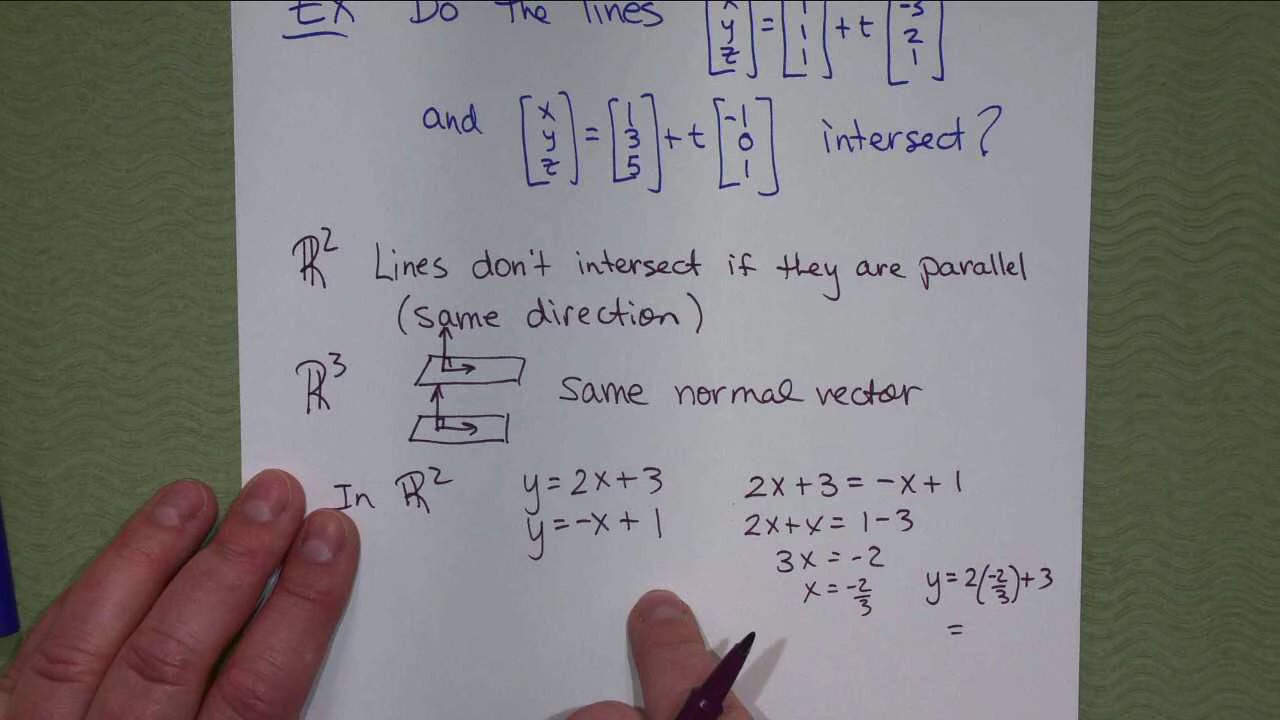 Ex Do the lines [x y z] = [1 1 1] + t [-3 2 1]
and [x y z] = [1 3 5] + t [-1 0 1] intersect?
ℝ² Lines don't intersect if they are parallel
(same direction)
ℝ³ Same normal vector
In ℝ² y=2x+3
y=-x+1
2x+3=-x+1
2x+x=1-3
3x=-2
x=-2/3
y=2(-2/3)+3
=